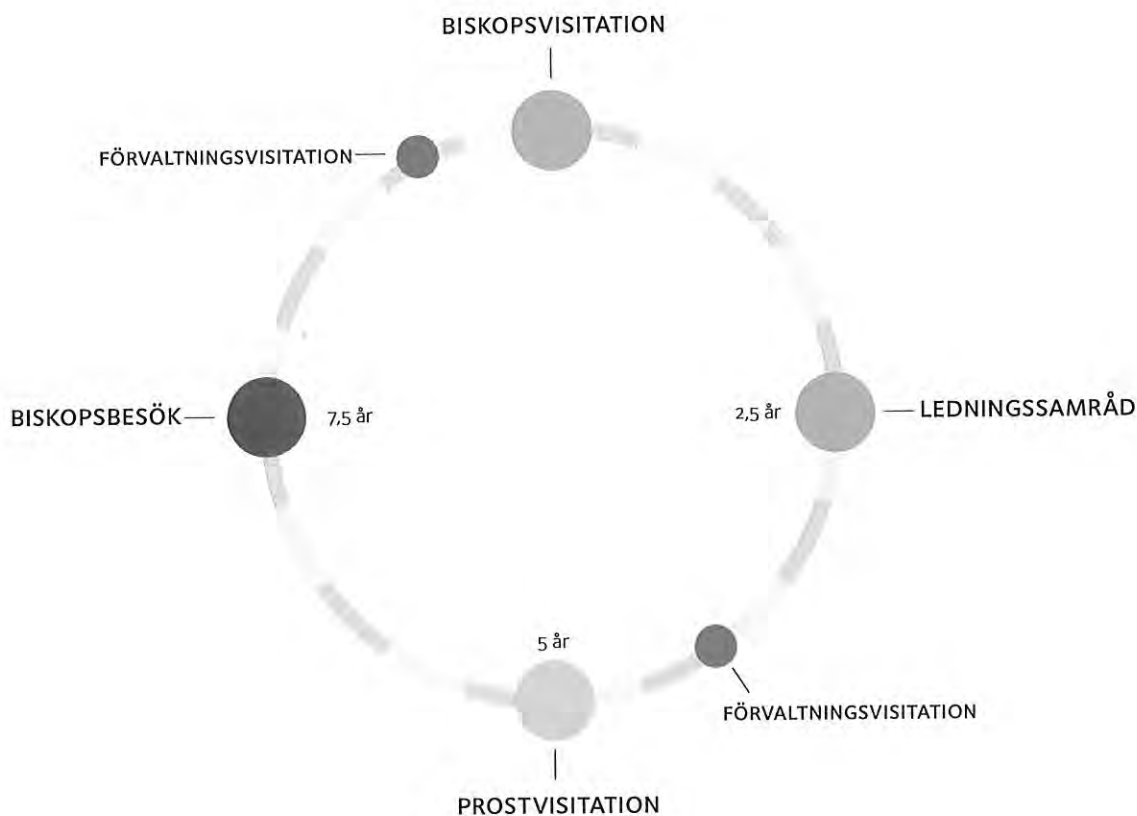 BISKOPSVISITATION
FÖRVALTNINGSVISITATION
BISKOPSBESÖK
7,5 år
2,5 år
LEDNINGSSAMRÅD
5 år
FÖRVALTNINGSVISITATION
PROSTVISITATION